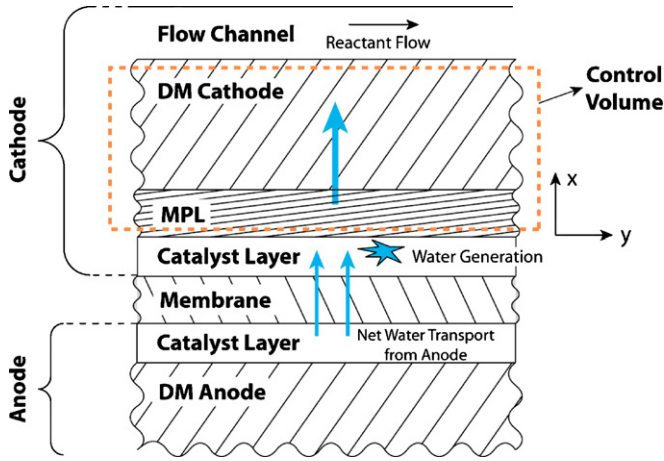 Flow Channel
Reactant Flow
DM Cathode
Control
Volume
Cathode
MPL
x
y
Catalyst Layer
Water Generation
Membrane
Catalyst Layer
Net Water Transport
from Anode
Anode
DM Anode